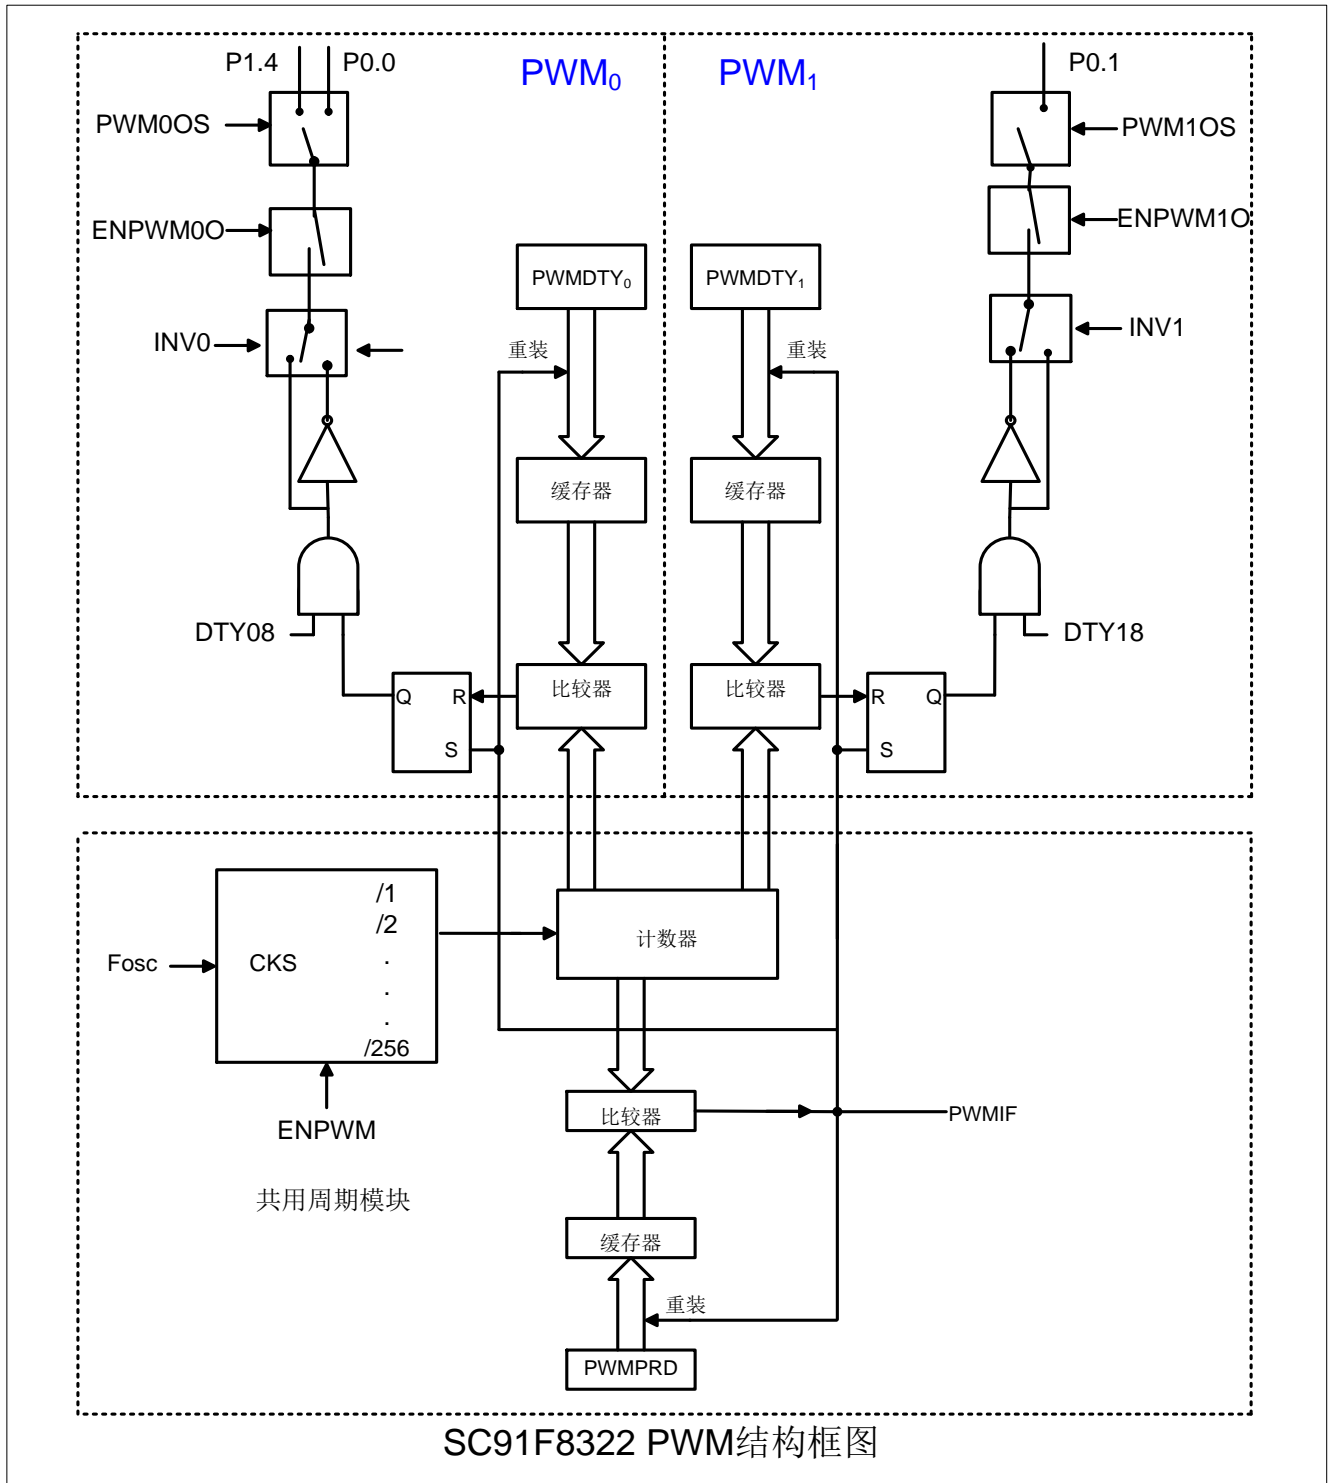 P1.4
P0.0
PWM0
PWM1
P0.1
PWM0OS
PWM1OS
ENPWM0O
ENPWM1O
PWMDTY0
PWMDTY1
INV0
INV1
重装
重装
缓存器
缓存器
DTY08
DTY18
比较器
比较器
Q
R
S
R
Q
S
/1
/2
.
.
.
/256
Fosc
CKS
计数器
ENPWM
比较器
PWMIF
共用周期模块
缓存器
重装
PWMPRD
SC91F8322 PWM结构框图